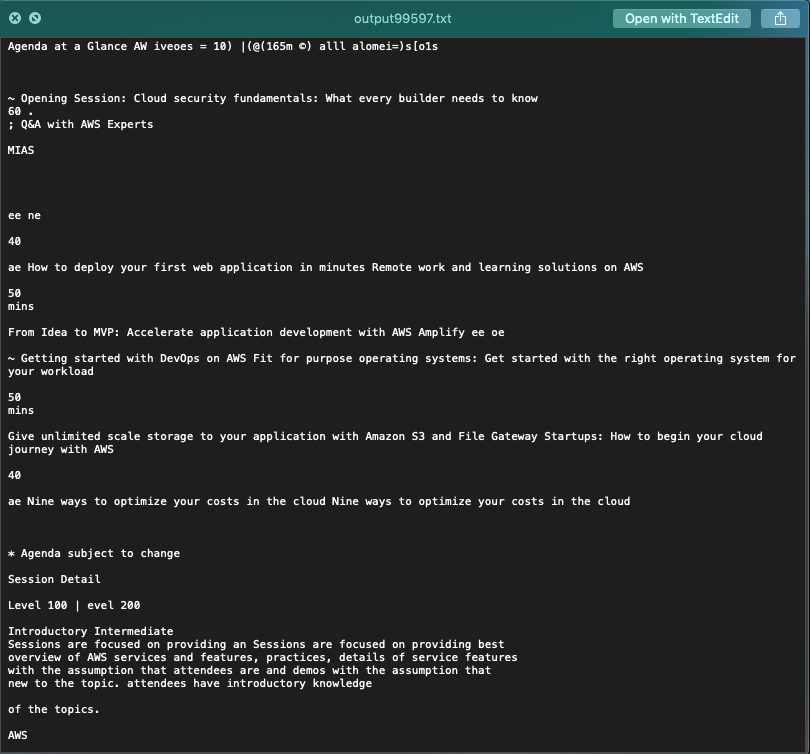 output99597.txt
Open with TextEdit
Agenda at a Glance AW iveoes = 10) |(@(165m ©) alll alomei=)s[o1s
~ Opening Session: Cloud security fundamentals: What every builder needs to know
60 .
; Q&A with AWS Experts
MIAS
ee ne
40
ae How to deploy your first web application in minutes Remote work and learning solutions on AWS
50
mins
From Idea to MVP: Accelerate application development with AWS Amplify ee oe
~ Getting started with DevOps on AWS Fit for purpose operating systems: Get started with the right operating system for
your workload
50
mins
Give unlimited scale storage to your application with Amazon S3 and File Gateway Startups: How to begin your cloud
journey with AWS
40
ae Nine ways to optimize your costs in the cloud Nine ways to optimize your costs in the cloud
* Agenda subject to change
Session Detail
Level 100 | evel 200
Introductory Intermediate
Sessions are focused on providing an Sessions are focused on providing best
overview of AWS services and features, practices, details of service features
with the assumption that attendees are and demos with the assumption that
new to the topic. attendees have introductory knowledge
of the topics.
AWS